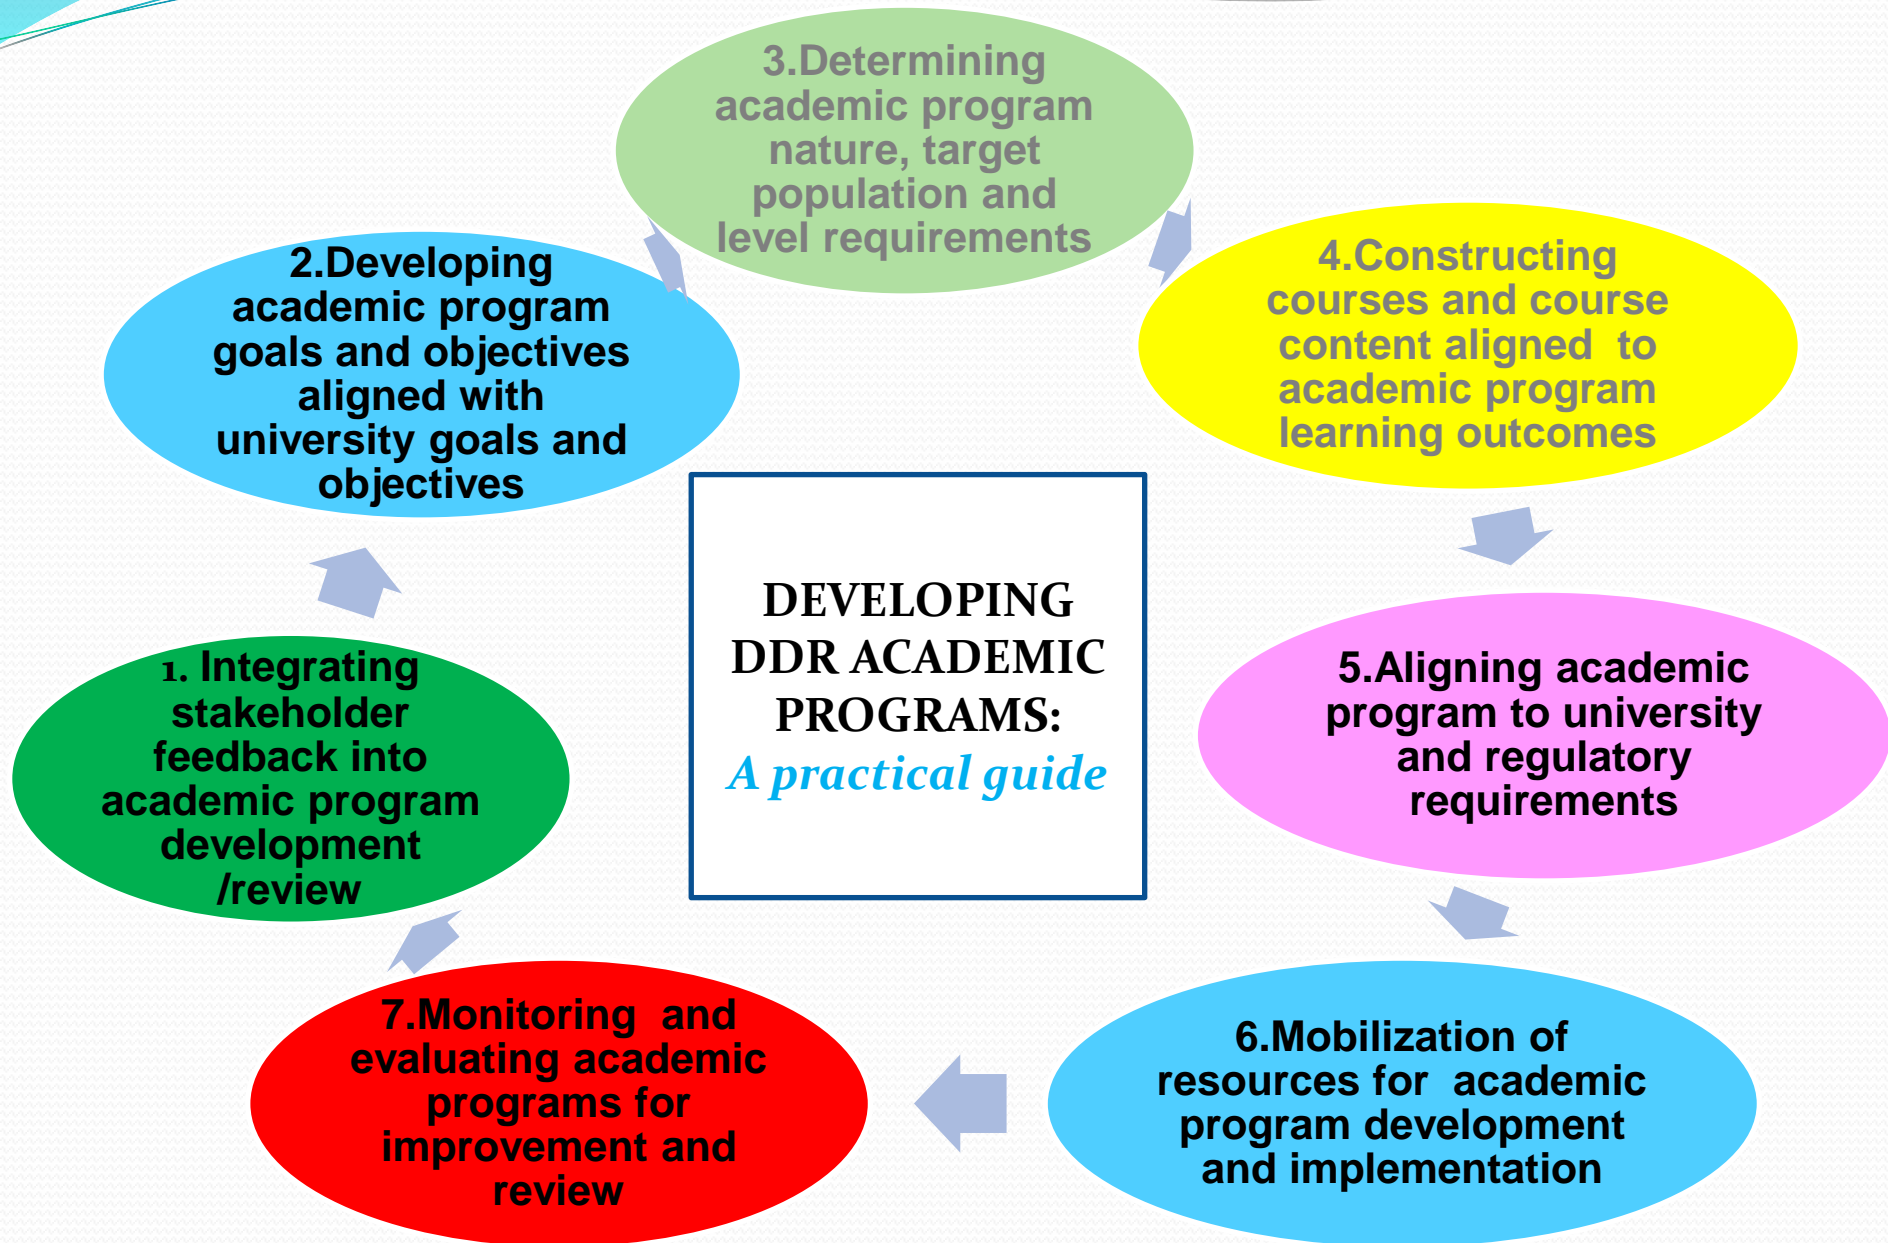 3.Determining
academic program
nature, target
population and
level requirements
2.Developing
academic program
goals and objectives
aligned with
university goals and
objectives
4.Constructing
courses and course
content aligned  to
academic program
learning outcomes
DEVELOPING
DDR ACADEMIC
PROGRAMS:
A practical guide
1. Integrating
stakeholder
feedback into
academic program
development
/review
5.Aligning academic
program to university
and regulatory
requirements
7.Monitoring  and
evaluating academic
programs for
improvement and
review
6.Mobilization of
resources for  academic
program development
and implementation